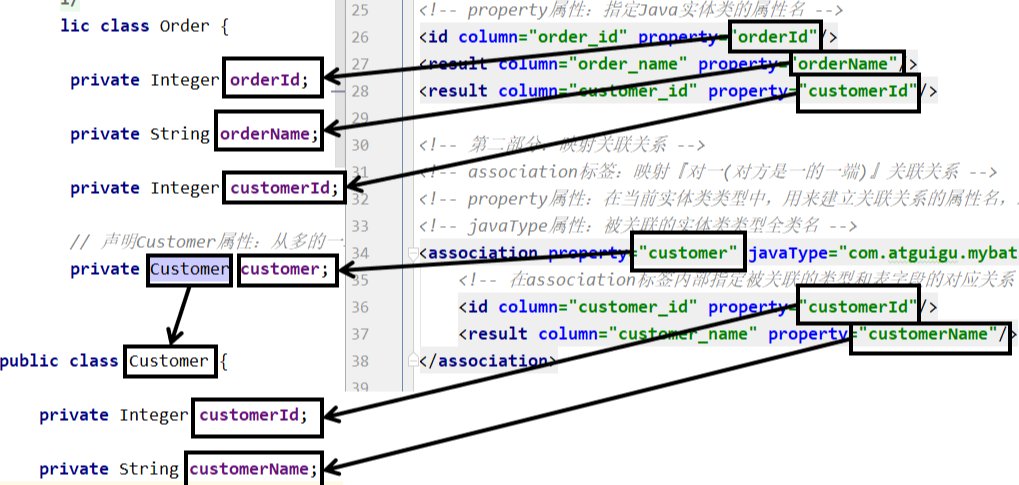 lic class Order {
private Integer orderId;
private String orderName;
private Integer customerId;
// 声明Customer属性：从多的一
private Customer customer;
public class Customer {
private Integer customerId;
private String customerName;
25 <!-- property属性：指定Java实体类的属性名 -->
26 <id column="order_id" property="orderId"/>
27 <result column="order_name" property="orderName"/>
28 <result column="customer_id" property="customerId"/>
29
30 <!-- 第二部分：映射关联关系 -->
31 <!-- association标签：映射『对一(对方是一的一端)』关联关系 -->
32 <!-- property属性：在当前实体类类型中，用来建立关联关系的属性名，
33 <!-- javaType属性：被关联的实体类类型全类名 -->
34 <association property="customer" javaType="com.atguigu.mybat
35 <!-- 在association标签内部指定被关联的类型和表字段的对应关系
36 <id column="customer_id" property="customerId"/>
37 <result column="customer_name" property="customerName"/>
38 </association>
39